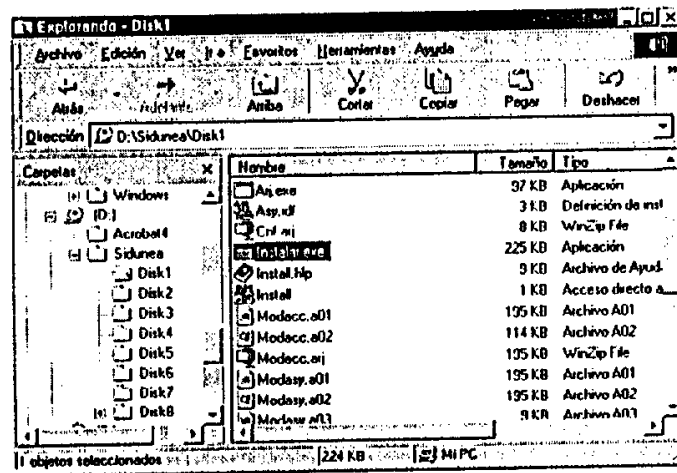 Explorando - Disk1
Archivo Edición Ver Ir a Favoritos Herramientas Ayuda
Atrás Adelante Arriba Cortar Copiar Pegar Deshacer »
Dirección D:\Sidunea\Disk1
Carpetas
Windows
(D:)
Acrobat4
Sidunea
Disk1
Disk2
Disk3
Disk4
Disk5
Disk6
Disk7
Disk8
Nombre Tamaño Tipo
Arj.exe 97 KB Aplicación
Asy.idf 3 KB Definición de inst
Cnf.arj 8 KB WinZip File
Instalar.exe 225 KB Aplicación
Install.hlp 9 KB Archivo de Ayud.
Install 1 KB Acceso directo a
Modacc.a01 195 KB Archivo A01
Modacc.a02 114 KB Archivo A02
Modacc.arj 195 KB WinZip File
Modasy.a01 195 KB Archivo A01
Modasy.a02 195 KB Archivo A02
Modasy.a03 9 KB Archivo A03
1 objetos seleccionados 224 KB Mi PC